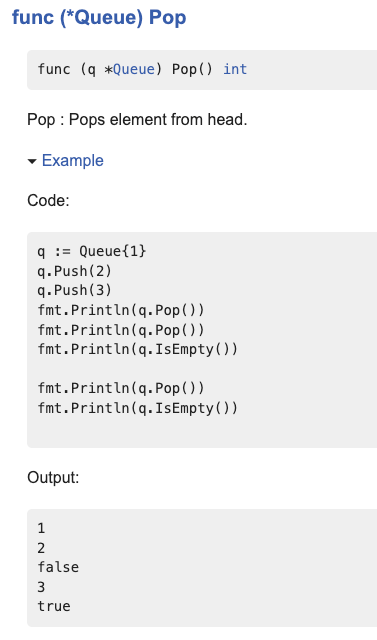 func (*Queue) Pop
func (q *Queue) Pop() int
Pop : Pops element from head.
Example
Code:
q := Queue{1}
q.Push(2)
q.Push(3)
fmt.Println(q.Pop())
fmt.Println(q.Pop())
fmt.Println(q.IsEmpty())
fmt.Println(q.Pop())
fmt.Println(q.IsEmpty())
Output:
1
2
false
3
true